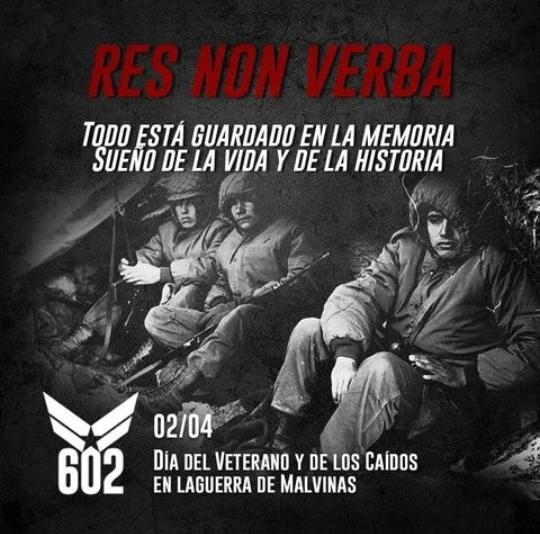 RES NON VERBA
TODO ESTÁ GUARDADO EN LA MEMORIA
SUEÑO DE LA VIDA Y DE LA HISTORIA
602
02/04
DÍA DEL VETERANO Y DE LOS CAÍDOS
EN LAGUERRA DE MALVINAS